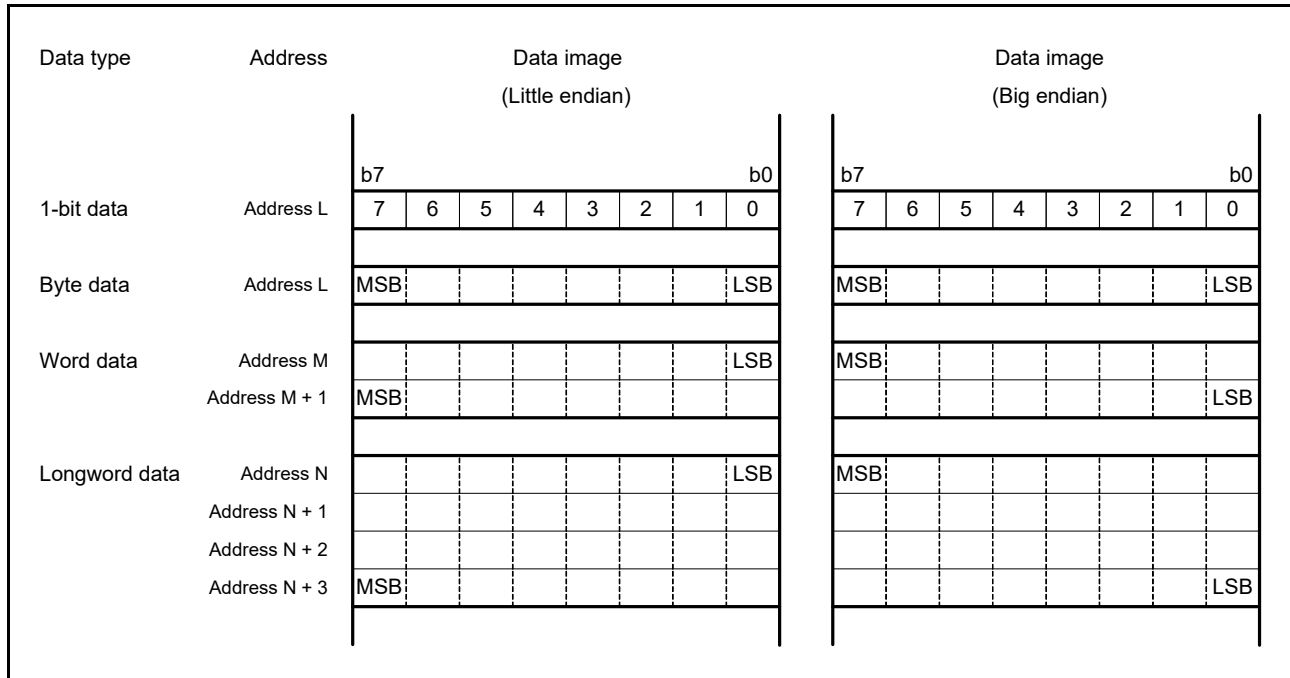 Data type Address Data image Data image
(Little endian) (Big endian)
b7 b0 b7 b0
1-bit data Address L 7 6 5 4 3 2 1 0 7 6 5 4 3 2 1 0
Byte data Address L MSB LSB MSB LSB
Word data Address M LSB MSB
Address M + 1 MSB LSB
Longword data Address N LSB MSB
Address N + 1
Address N + 2
Address N + 3 MSB LSB